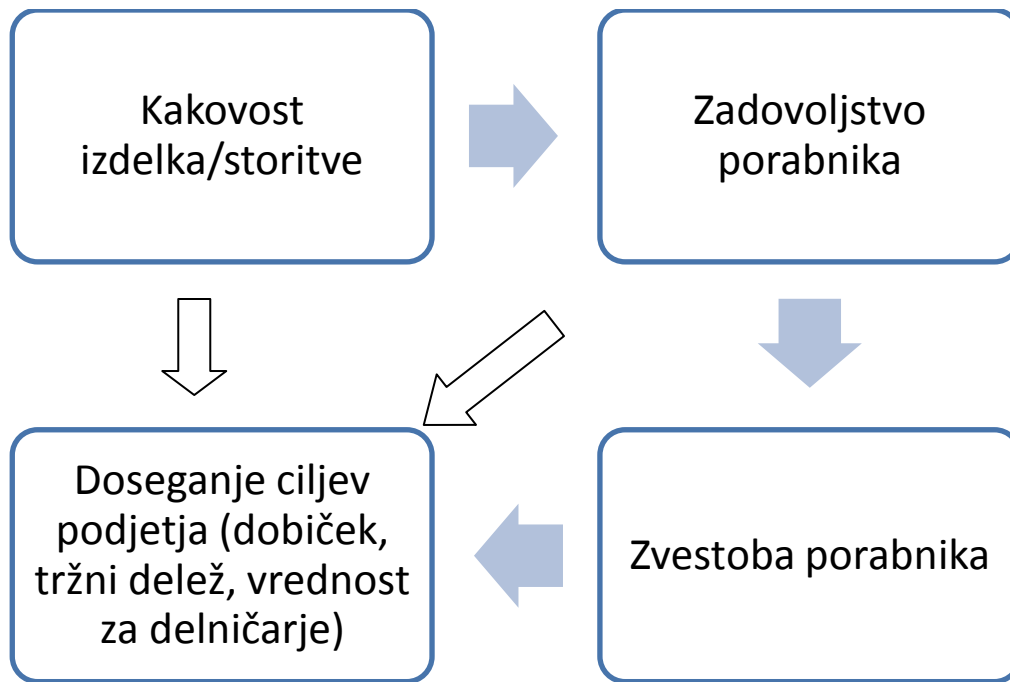 Kakovost
izdelka/storitve
Zadovoljstvo
porabnika
Doseganje ciljev
podjetja (dobiček,
tržni delež, vrednost
za delničarje)
Zvestoba porabnika